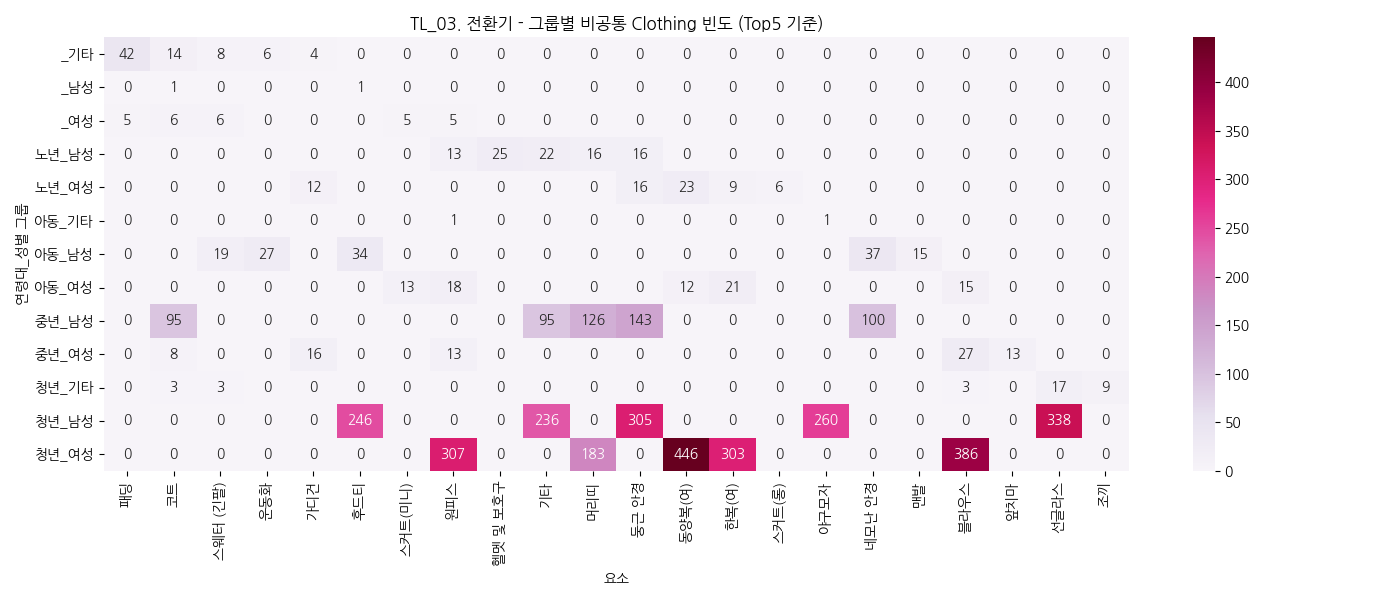 TL_03. 전환기 - 그룹별 비공통 Clothing 빈도 (Top5 기준)
연령대_성별 그룹
_기타 42 14 8 6 4 0 0 0 0 0 0 0 0 0 0 0 0 0 0 0 0 0
_남성 0 1 0 0 0 1 0 0 0 0 0 0 0 0 0 0 0 0 0 0 0 0
_여성 5 6 6 0 0 0 5 5 0 0 0 0 0 0 0 0 0 0 0 0 0 0
노년_남성 0 0 0 0 0 0 0 13 25 22 16 16 0 0 0 0 0 0 0 0 0 0
노년_여성 0 0 0 0 12 0 0 0 0 0 0 16 23 9 6 0 0 0 0 0 0 0
아동_기타 0 0 0 0 0 0 0 1 0 0 0 0 0 0 0 1 0 0 0 0 0 0
아동_남성 0 0 19 27 0 34 0 0 0 0 0 0 0 0 0 0 37 15 0 0 0 0
아동_여성 0 0 0 0 0 0 13 18 0 0 0 0 12 21 0 0 0 0 15 0 0 0
중년_남성 0 95 0 0 0 0 0 0 0 95 126 143 0 0 0 0 100 0 0 0 0 0
중년_여성 0 8 0 0 16 0 0 13 0 0 0 0 0 0 0 0 0 0 27 13 0 0
청년_기타 0 3 3 0 0 0 0 0 0 0 0 0 0 0 0 0 0 0 3 0 17 9
청년_남성 0 0 0 0 0 246 0 0 0 236 0 305 0 0 0 260 0 0 0 0 338 0
청년_여성 0 0 0 0 0 0 0 307 0 0 183 0 446 303 0 0 0 0 386 0 0 0
패딩
코트
스웨터 (긴팔)
운동화
가디건
후드티
스커트(미니)
원피스
헬멧 및 보호구
기타
머리띠
둥근 안경
동양복(여)
한복(여)
스커트(롱)
야구모자
네모난 안경
맨발
블라우스
앞치마
선글라스
조끼
요소
400
350
300
250
200
150
100
50
0